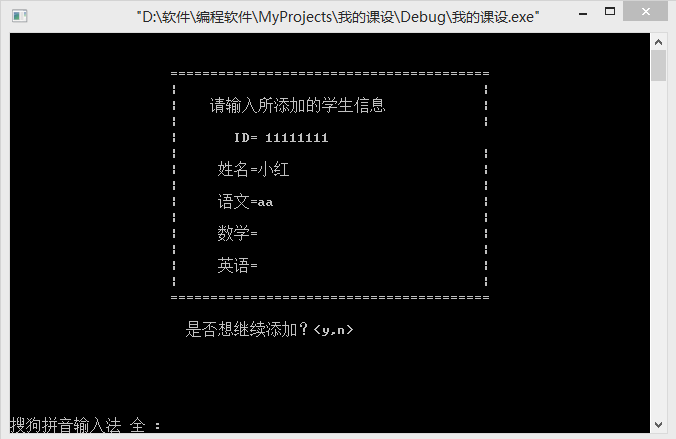 "D:\软件\编程软件\MyProjects\我的课设\Debug\我的课设.exe"
========================================
请输入所添加的学生信息
ID= 11111111
姓名=小红
语文=aa
数学=
英语=
========================================
是否想继续添加？<y,n>
搜狗拼音输入法 全 :